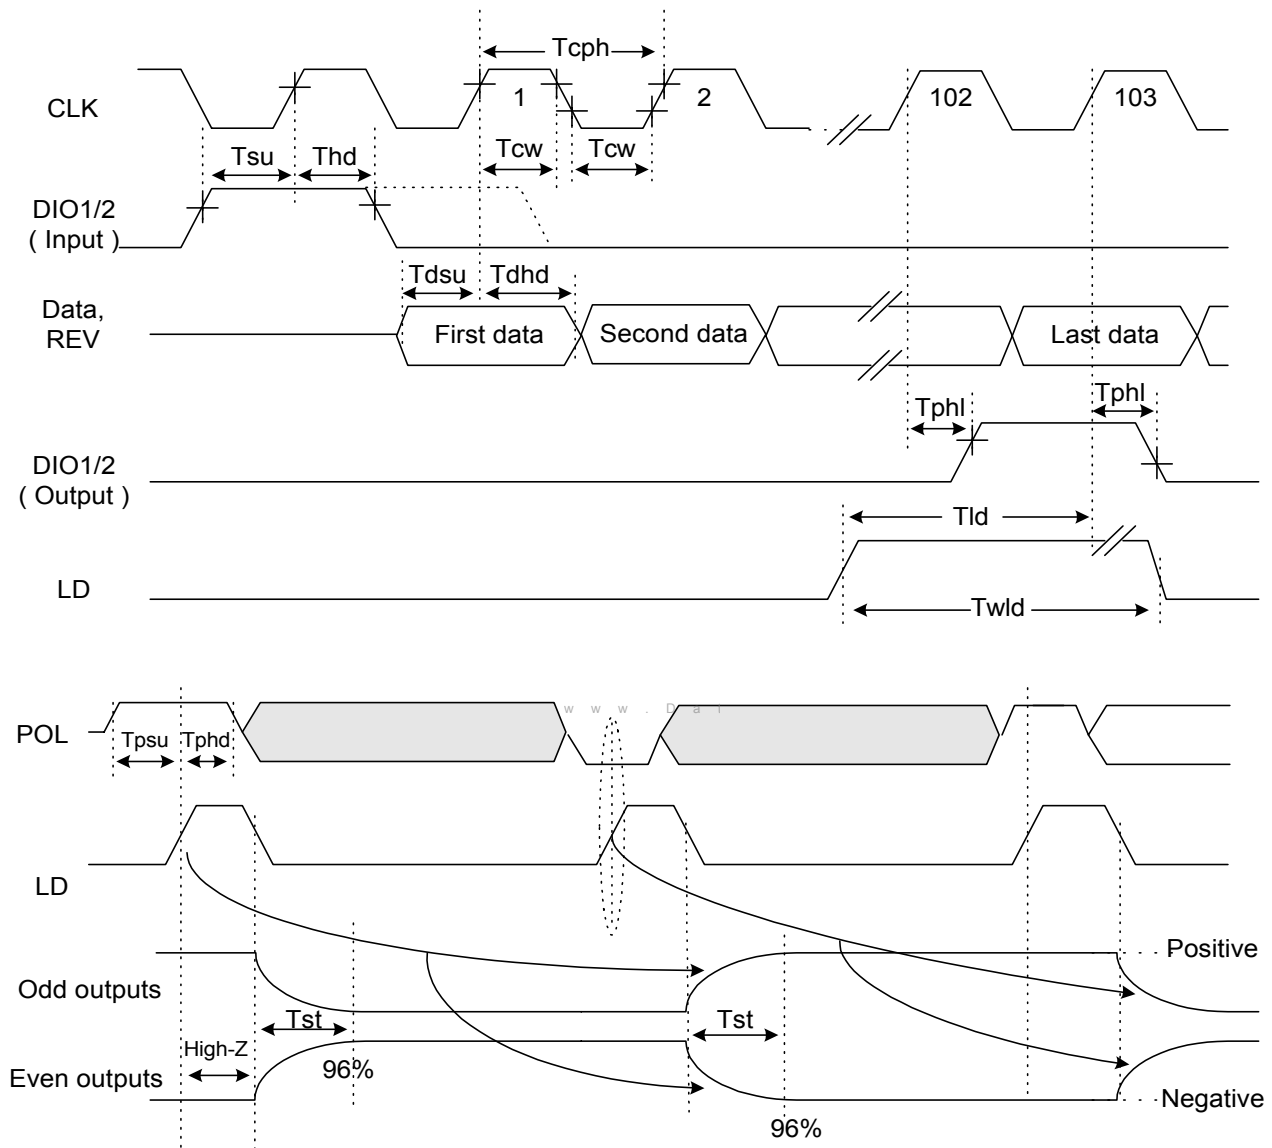 Tcph
CLK
1
2
102
103
Tsu
Thd
Tcw
Tcw
DIO1/2
( Input )
Tdsu
Tdhd
Data,
REV
First data
Second data
Last data
Tphl
Tphl
DIO1/2
( Output )
Tld
LD
Twld
w w w . D a t
POL
Tpsu
Tphd
LD
Positive
Odd outputs
Tst
Tst
High-Z
Even outputs
96%
Negative
96%